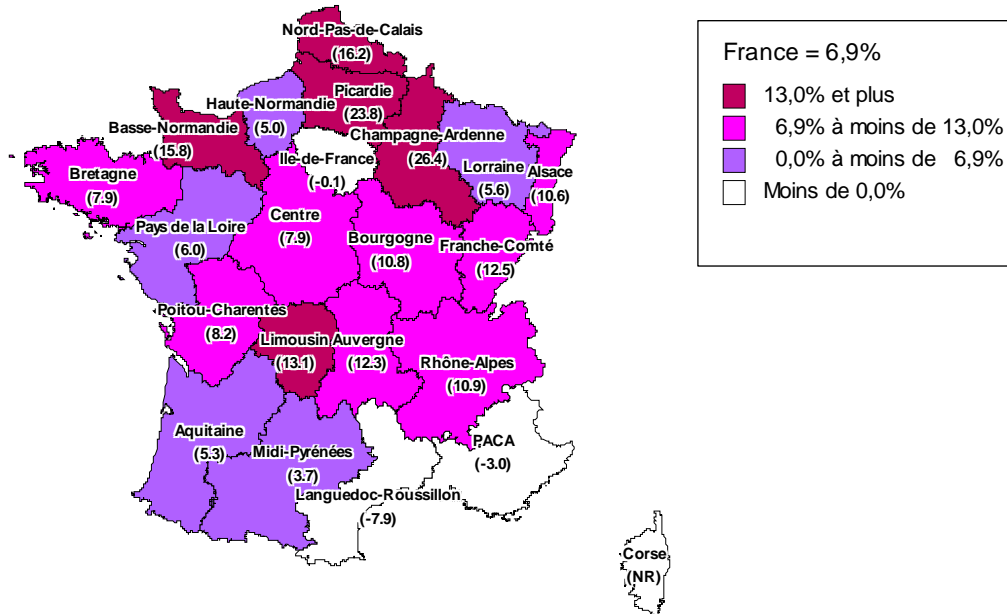 Nord-Pas-de-Calais
(16.2)
Picardie
(23.8)
Haute-Normandie
(5.0)
Basse-Normandie
(15.8)
Champagne-Ardenne
(26.4)
Ile-de-France
(-0.1)
Lorraine
(5.6)
Alsace
(10.6)
Bretagne
(7.9)
Pays de la Loire
(6.0)
Centre
(7.9)
Bourgogne
(10.8)
Franche-Comté
(12.5)
Poitou-Charentes
(8.2)
Limousin
(13.1)
Auvergne
(12.3)
Rhône-Alpes
(10.9)
Aquitaine
(5.3)
Midi-Pyrénées
(3.7)
Languedoc-Roussillon
(-7.9)
PACA
(-3.0)
Corse
(NR)
France = 6,9%
13,0% et plus
6,9% à moins de 13,0%
0,0% à moins de 6,9%
Moins de 0,0%